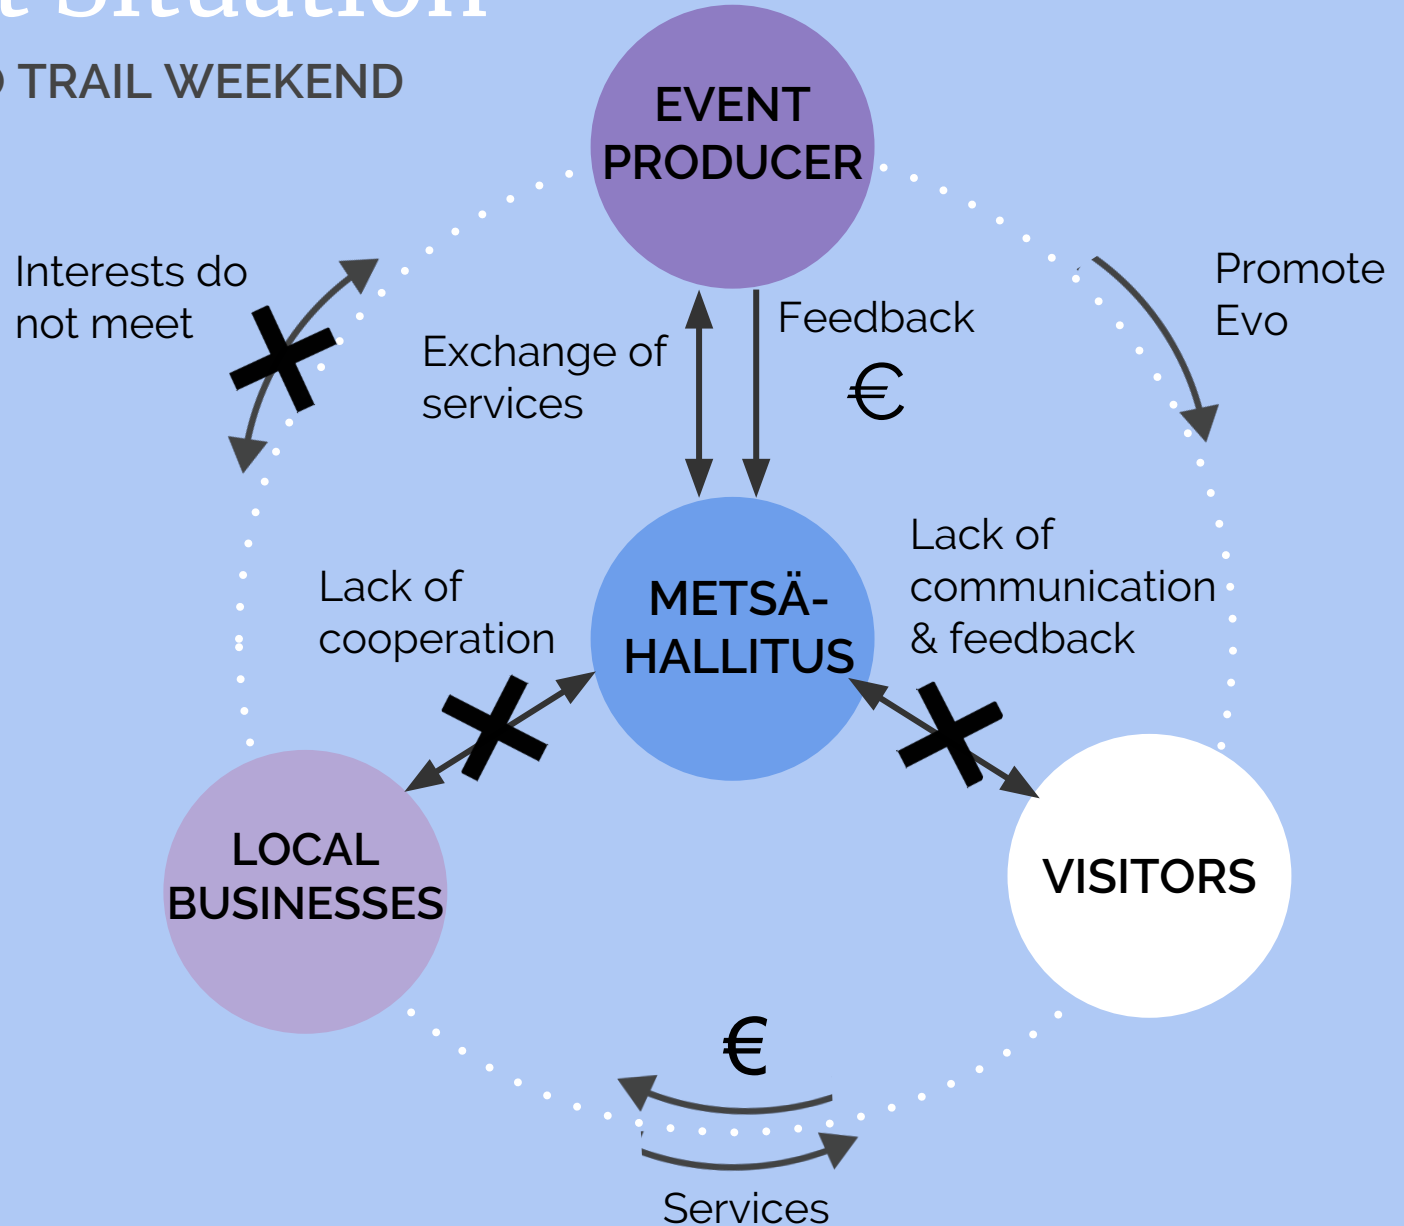 t Situation
TRAIL WEEKEND
EVENT
PRODUCER
Interests do
not meet
Promote
Evo
Exchange of
services
Feedback
€
Lack of
cooperation
METSÄ-
HALLITUS
Lack of
communication
& feedback
LOCAL
BUSINESSES
VISITORS
€
Services